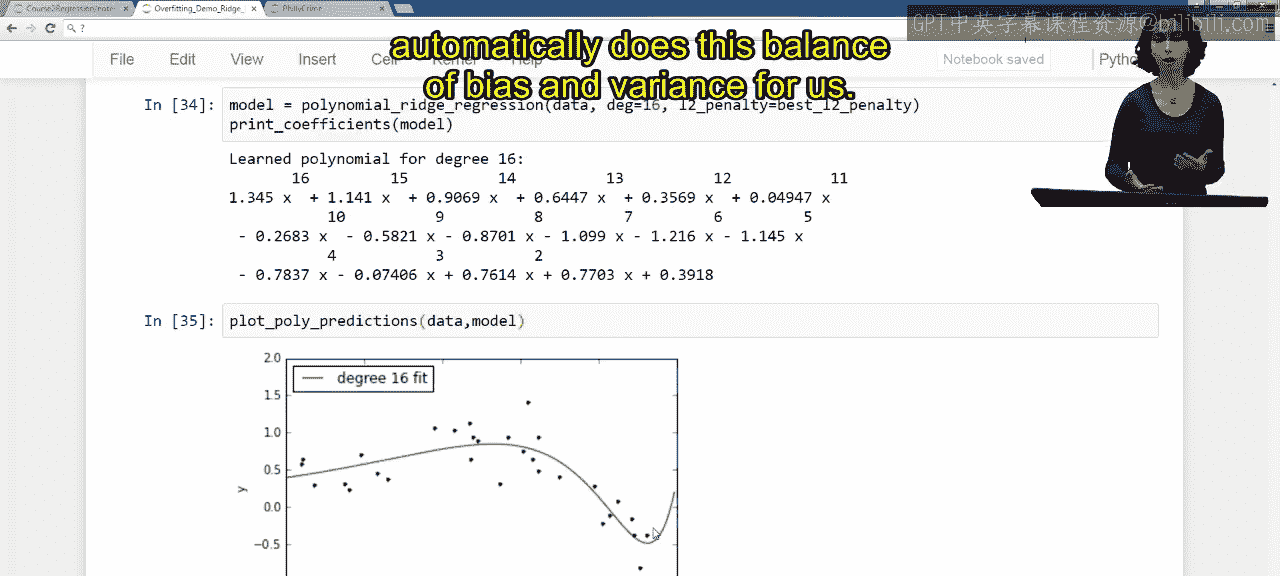 Course2Regression-note
Overfitting_Demo_Ridge_
PhillyCrime
?
GPT中英字幕课程资源@bilibili.com
automatically does this balance
of bias and variance for us.
File Edit View Insert Cell Kernel Help
Notebook saved
In [34]: model = polynomial_ridge_regression(data, deg=16, l2_penalty=best_l2_penalty)
print_coefficients(model)
Learned polynomial for degree 16:
16 15 14 13 12 11
1.345 x + 1.141 x + 0.9069 x + 0.6447 x + 0.3569 x + 0.04947 x
10 9 8 7 6 5
- 0.2683 x - 0.5821 x - 0.8701 x - 1.099 x - 1.216 x - 1.145 x
4 3 2
- 0.7837 x - 0.07406 x + 0.7614 x + 0.7703 x + 0.3918
In [35]: plot_poly_predictions(data,model)
2.0
degree 16 fit
1.5
1.0
0.5
y
0.0
−0.5